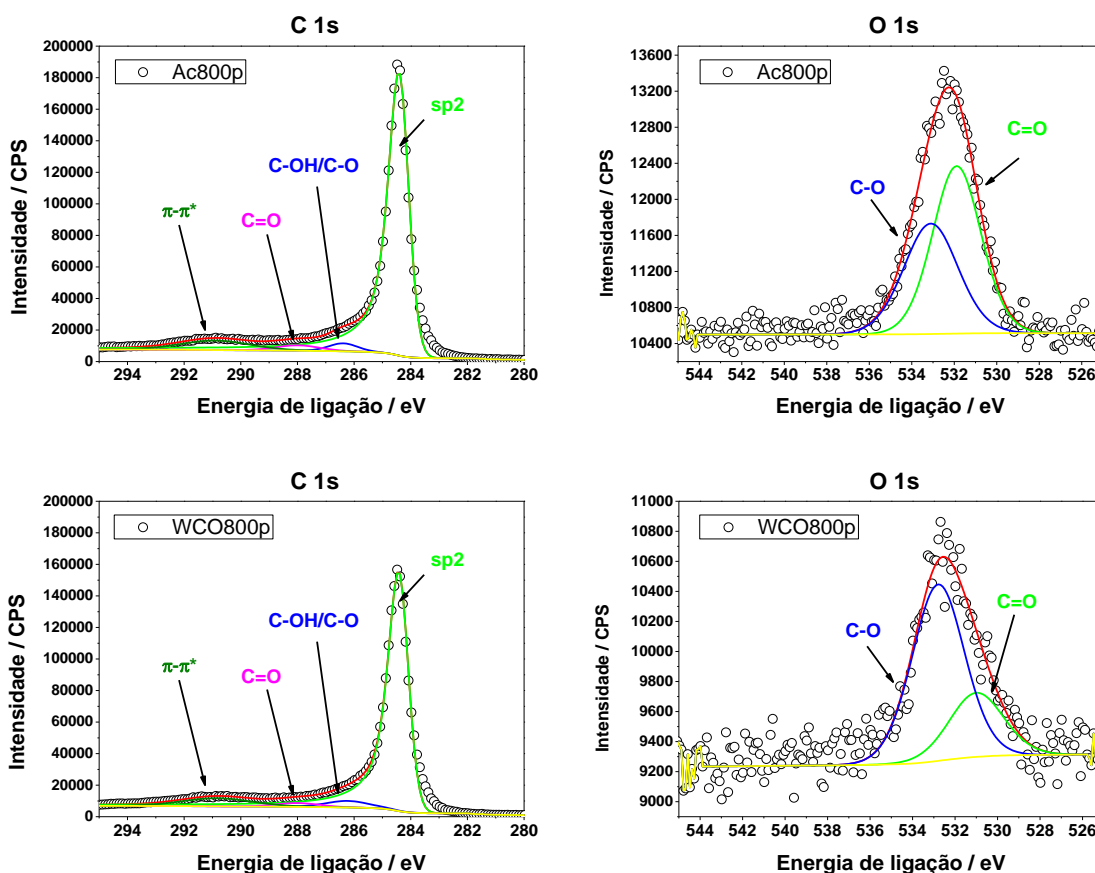 C 1s
200000
180000
160000
140000
120000
100000
80000
60000
40000
20000
0
Intensidade / CPS
Ac800p
sp2
C-OH/C-O
C=O
π-π*
294 292 290 288 286 284 282 280
Energia de ligação / eV
O 1s
13600
13200
12800
12400
12000
11600
11200
10800
10400
Intensidade / CPS
Ac800p
C=O
C-O
544 542 540 538 536 534 532 530 528 526
Energia de ligação / eV
C 1s
200000
180000
160000
140000
120000
100000
80000
60000
40000
20000
0
Intensidade / CPS
WCO800p
sp2
C-OH/C-O
C=O
π-π*
294 292 290 288 286 284 282 280
Energia de ligação / eV
O 1s
11000
10800
10600
10400
10200
10000
9800
9600
9400
9200
9000
Intensidade / CPS
WCO800p
C=O
C-O
544 542 540 538 536 534 532 530 528 526
Energia de ligação / eV